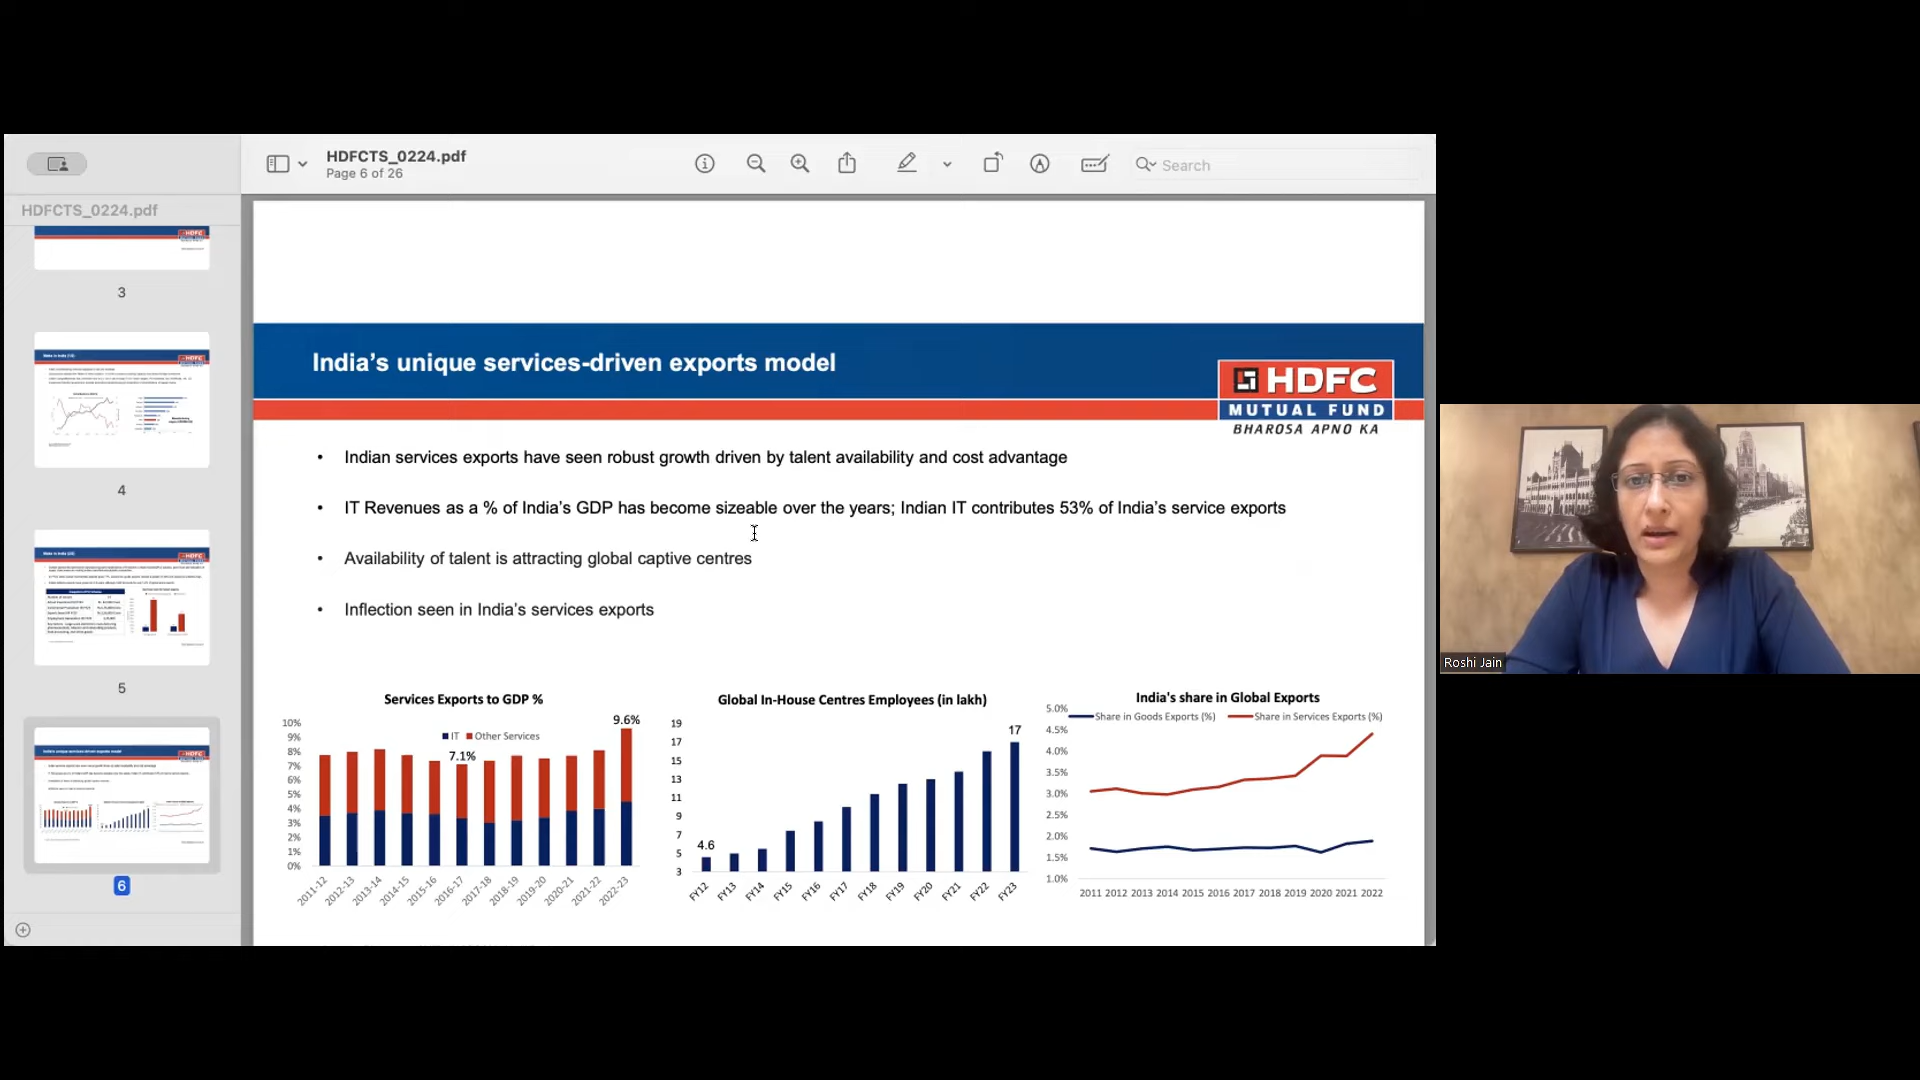 HDFCTS_0224.pdf
Page 6 of 26
Search
HDFCTS_0224.pdf
3
4
5
6
India's unique services-driven exports model
HDFC
MUTUAL FUND
BHAROSA APNO KA
• Indian services exports have seen robust growth driven by talent availability and cost advantage
• IT Revenues as a % of India's GDP has become sizeable over the years; Indian IT contributes 53% of India's service exports
• Availability of talent is attracting global captive centres
• Inflection seen in India's services exports
Services Exports to GDP %
10%
9%
8%
7%
6%
5%
4%
3%
2%
1%
0%
IT Other Services
7.1%
9.6%
2011-12 2012-13 2013-14 2014-15 2015-16 2016-17 2017-18 2018-19 2019-20 2020-21 2021-22 2022-23
Global In-House Centres Employees (in lakh)
19
17
15
13
11
9
7
5
3
4.6
17
FY12 FY13 FY14 FY15 FY16 FY17 FY18 FY19 FY20 FY21 FY22 FY23
India's share in Global Exports
Share in Goods Exports (%) Share in Services Exports (%)
5.0%
4.5%
4.0%
3.5%
3.0%
2.5%
2.0%
1.5%
1.0%
2011 2012 2013 2014 2015 2016 2017 2018 2019 2020 2021 2022
Roshi Jain